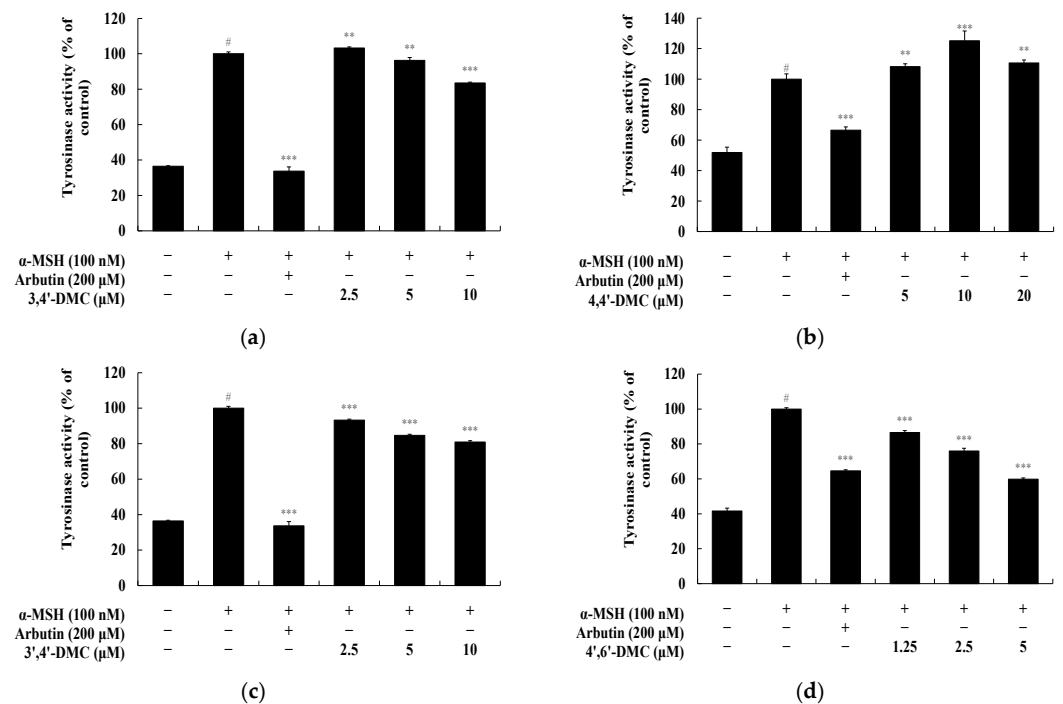 Tyrosinase activity (% of
control)
120
100
80
60
40
20
0
# *** ** ** ***
α-MSH (100 nM) − + + + + +
Arbutin (200 μM) − − + − − −
3,4'-DMC (μM) − − − 2.5 5 10
(a)
Tyrosinase activity (% of
control)
140
120
100
80
60
40
20
0
# *** ** *** **
α-MSH (100 nM) − + + + + +
Arbutin (200 μM) − − + − − −
4,4'-DMC (μM) − − − 5 10 20
(b)
Tyrosinase activity (% of
control)
120
100
80
60
40
20
0
# *** *** *** ***
α-MSH (100 nM) − + + + + +
Arbutin (200 μM) − − + − − −
3',4'-DMC (μM) − − − 2.5 5 10
(c)
Tyrosinase activity (% of
control)
120
100
80
60
40
20
0
# *** *** *** ***
α-MSH (100 nM) − + + + + +
Arbutin (200 μM) − − + − − −
4',6'-DMC (μM) − − − 1.25 2.5 5
(d)